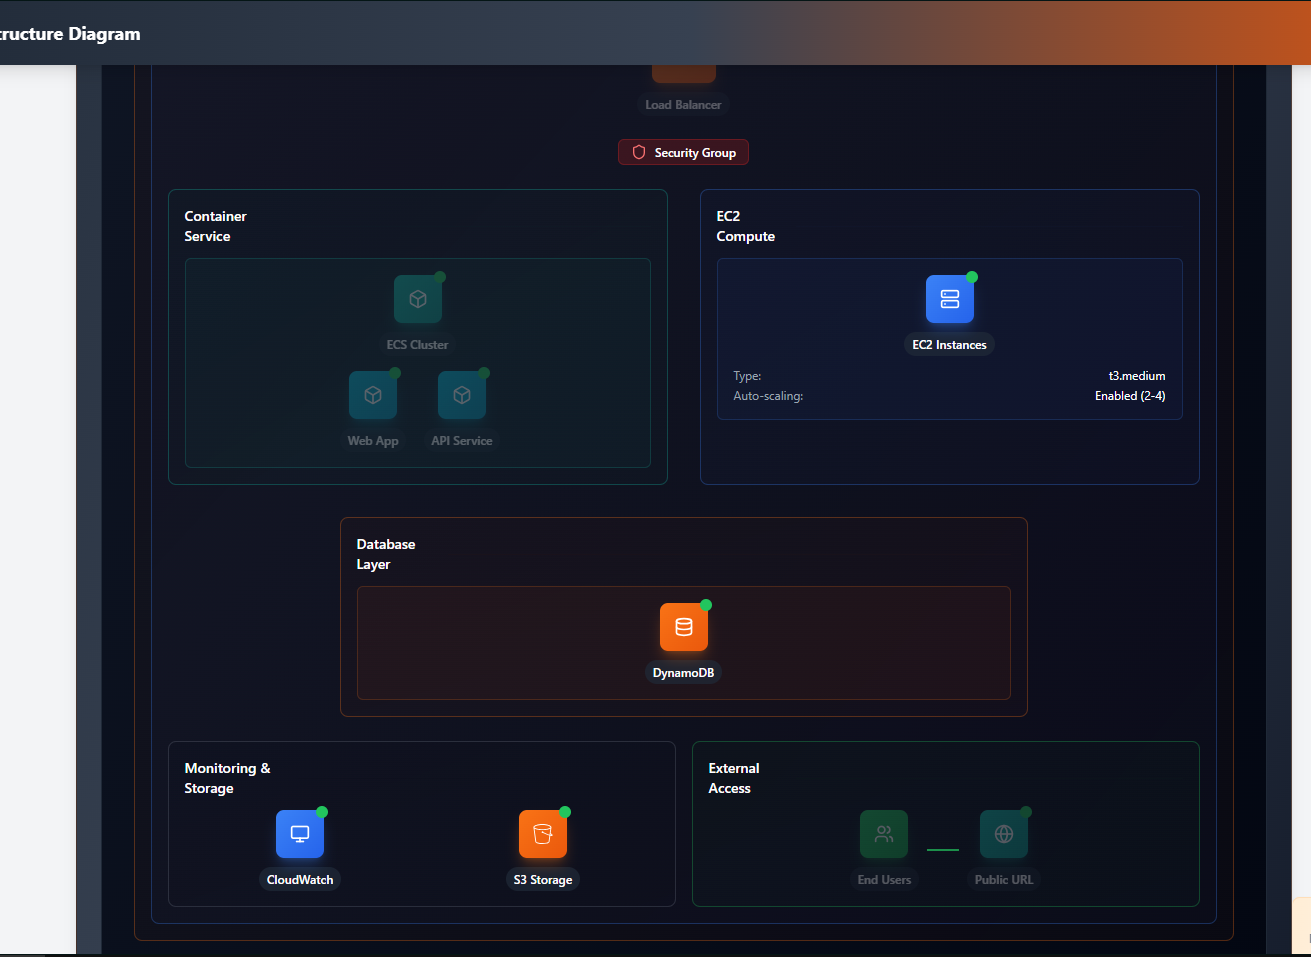 ructure Diagram
Load Balancer
Security Group
Container
Service
ECS Cluster
Web App
API Service
EC2
Compute
EC2 Instances
Type: t3.medium
Auto-scaling: Enabled (2-4)
Database
Layer
DynamoDB
Monitoring &
Storage
CloudWatch
S3 Storage
External
Access
End Users
Public URL